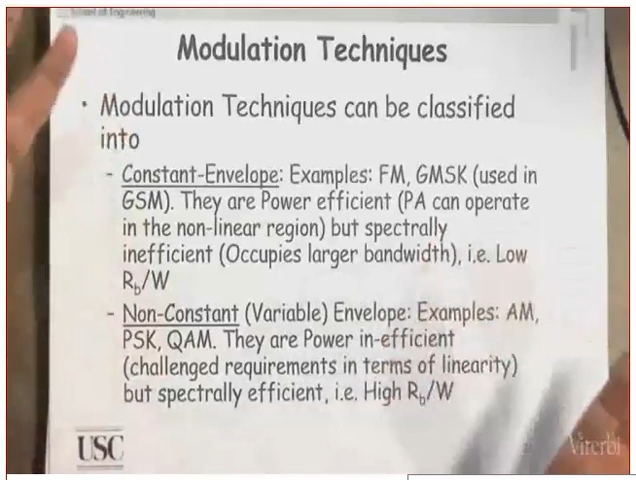 School of Engineering
Modulation Techniques
• Modulation Techniques can be classified
into
- Constant-Envelope: Examples: FM, GMSK (used in
GSM). They are Power efficient (PA can operate
in the non-linear region) but spectrally
inefficient (Occupies larger bandwidth), i.e. Low
Rb/W
- Non-Constant (Variable) Envelope: Examples: AM,
PSK, QAM. They are Power in-efficient
(challenged requirements in terms of linearity)
but spectrally efficient, i.e. High Rb/W
USC
Viterbi